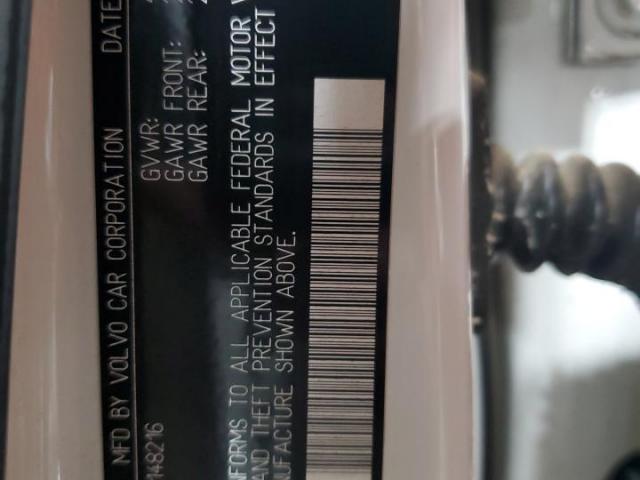 MFD BY VOLVO CAR CORPORATION DATE
GVWR:
GAWR FRONT:
GAWR REAR:
148216
NFORMS TO ALL APPLICABLE FEDERAL MOTOR V
AND THEFT PREVENTION STANDARDS IN EFFECT
UFACTURE SHOWN ABOVE.